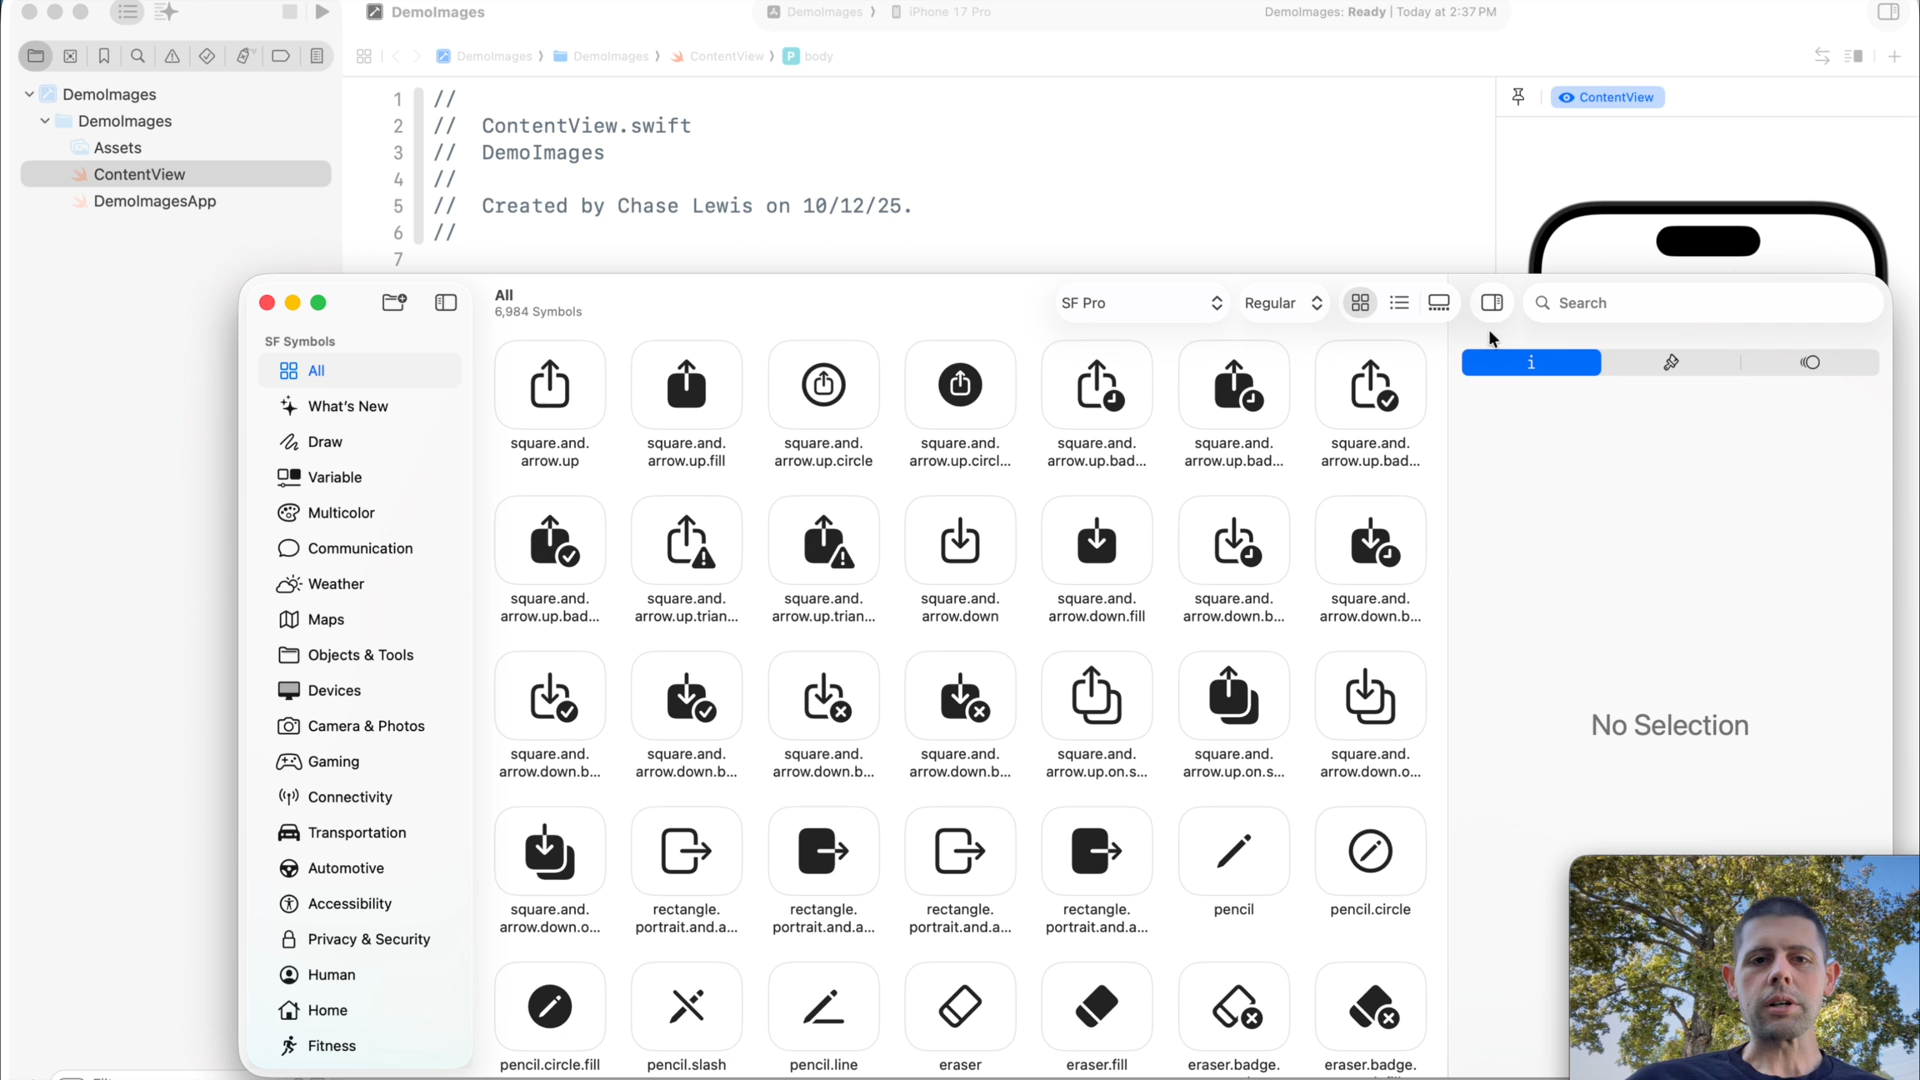 DemoImages
DemoImages
iPhone 17 Pro
DemoImages: Ready | Today at 2:37 PM
DemoImages
DemoImages
ContentView
P
body
DemoImages
DemoImages
Assets
ContentView
DemoImagesApp
1 //
2 // ContentView.swift
3 // DemoImages
4 //
5 // Created by Chase Lewis on 10/12/25.
6 //
7
ContentView
All
6,984 Symbols
SF Pro
Regular
Search
SF Symbols
All
What's New
Draw
Variable
Multicolor
Communication
Weather
Maps
Objects & Tools
Devices
Camera & Photos
Gaming
Connectivity
Transportation
Automotive
Accessibility
Privacy & Security
Human
Home
Fitness
square.and. square.and. square.and. square.and. square.and. square.and. square.and.
arrow.up arrow.up.fill arrow.up.circle arrow.up.circl... arrow.up.bad... arrow.up.bad... arrow.up.bad...
square.and. square.and. square.and. square.and. square.and. square.and. square.and.
arrow.up.bad... arrow.up.trian... arrow.up.trian... arrow.down arrow.down.fill arrow.down.b... arrow.down.b...
square.and. square.and. square.and. square.and. square.and. square.and. square.and.
arrow.down.b... arrow.down.b... arrow.down.b... arrow.down.b... arrow.up.on.s... arrow.up.on.s... arrow.down.o...
square.and. rectangle. rectangle. rectangle. rectangle. pencil pencil.circle
arrow.down.o... portrait.and.a... portrait.and.a... portrait.and.a... portrait.and.a...
pencil.circle.fill pencil.slash pencil.line eraser eraser.fill eraser.badge. eraser.badge.
i
No Selection